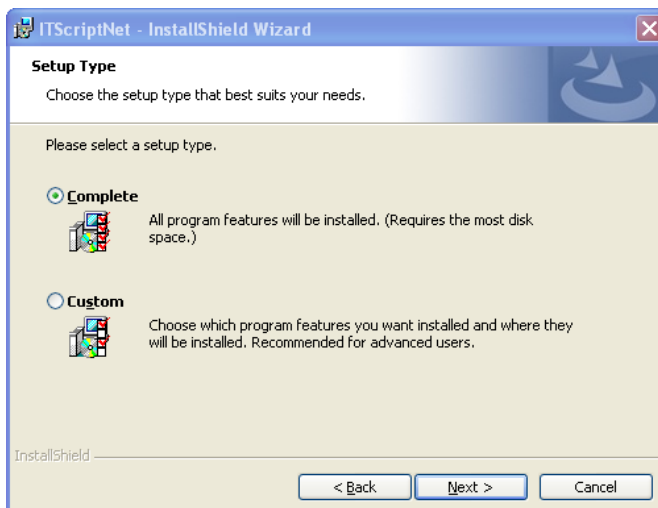 ITScriptNet - InstallShield Wizard
Setup Type
Choose the setup type that best suits your needs.
Please select a setup type.
Complete
All program features will be installed. (Requires the most disk
space.)
Custom
Choose which program features you want installed and where they
will be installed. Recommended for advanced users.
InstallShield
< Back
Next >
Cancel